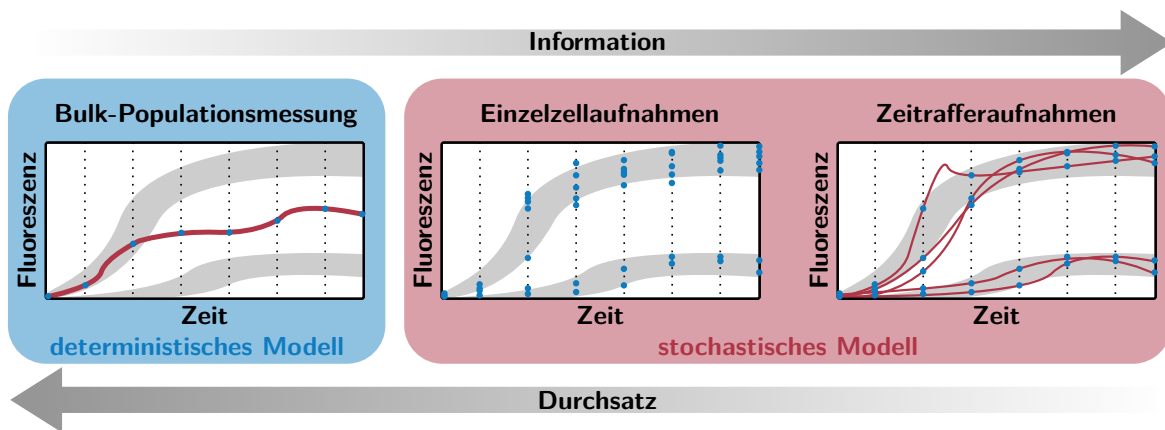 Information
Bulk-Populationsmessung
Fluoreszenz
Zeit
deterministisches Modell
Einzelzellaufnahmen
Fluoreszenz
Zeit
Zeitrafferaufnahmen
Fluoreszenz
Zeit
stochastisches Modell
Durchsatz